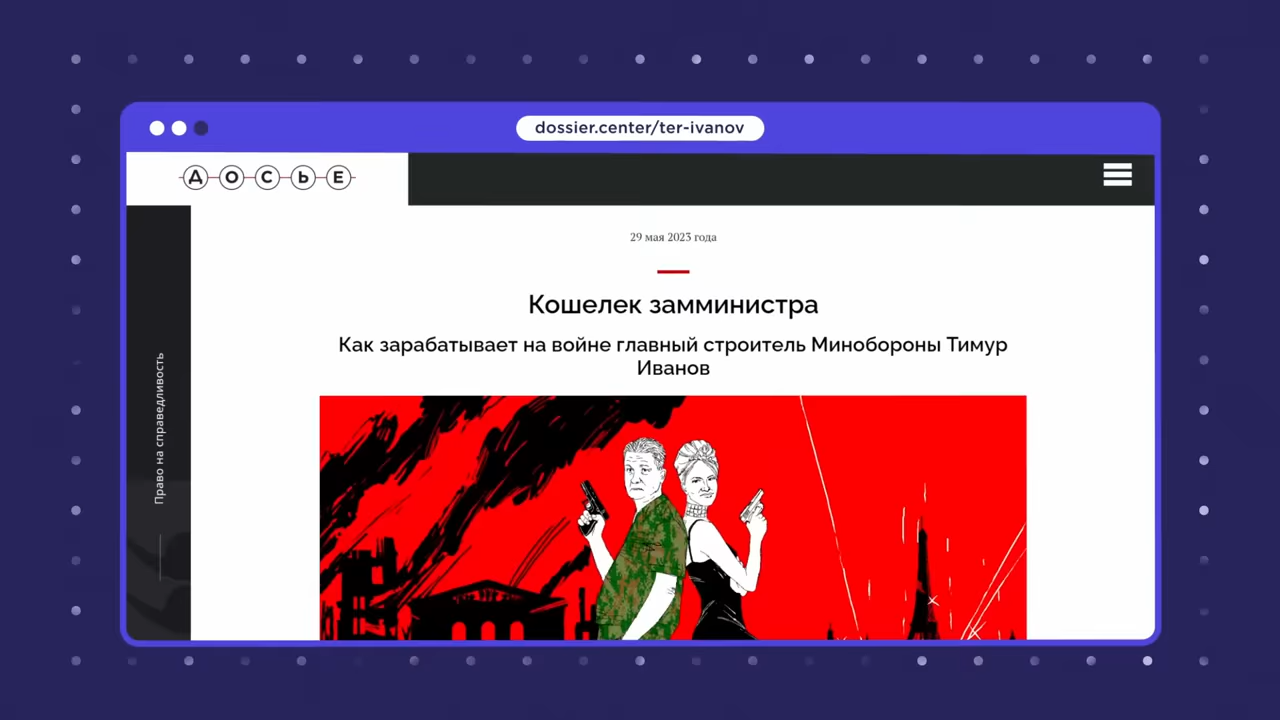 dossier.center/ter-ivanov
ДОСЬЕ
29 мая 2023 года
Кошелек замминистра
Как зарабатывает на войне главный строитель Минобороны Тимур
Иванов
Право на справедливость